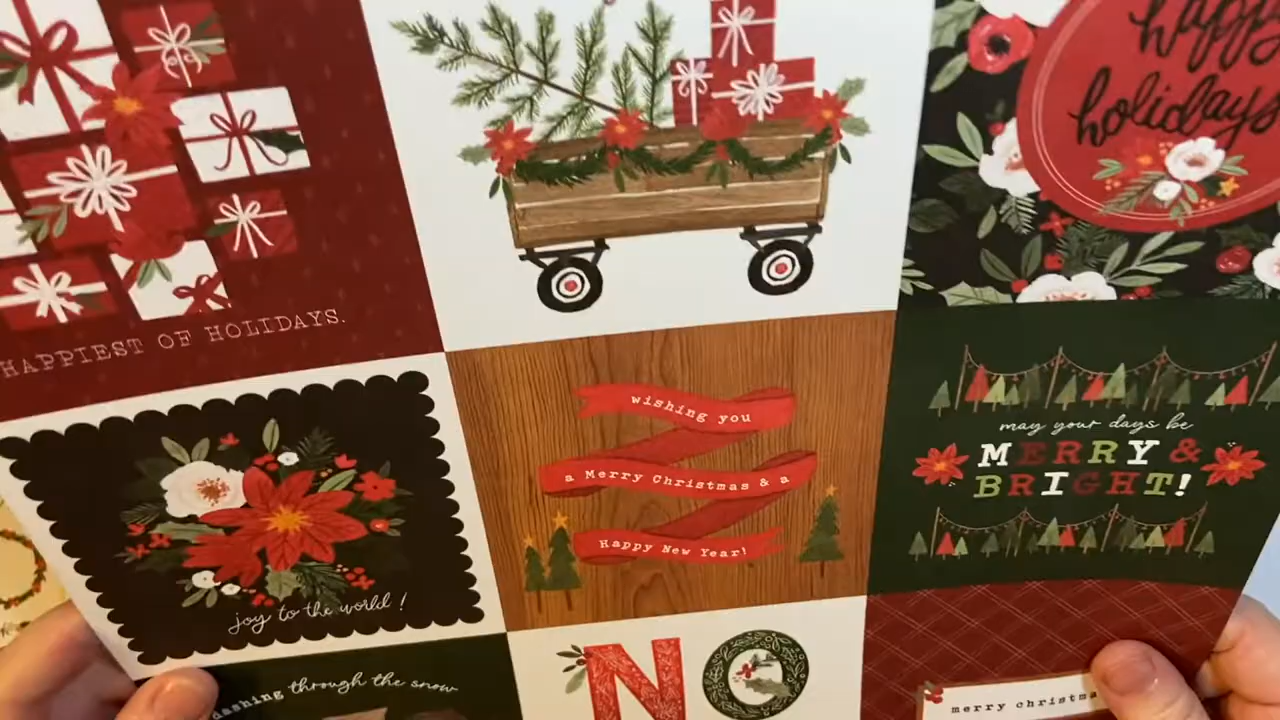 happy
holidays
HAPPIEST OF HOLIDAYS.
wishing you
a Merry Christmas & a
Happy New Year!
may your days be
MERRY &
BRIGHT!
joy to the world!
dashing through the snow
NO
merry christmas